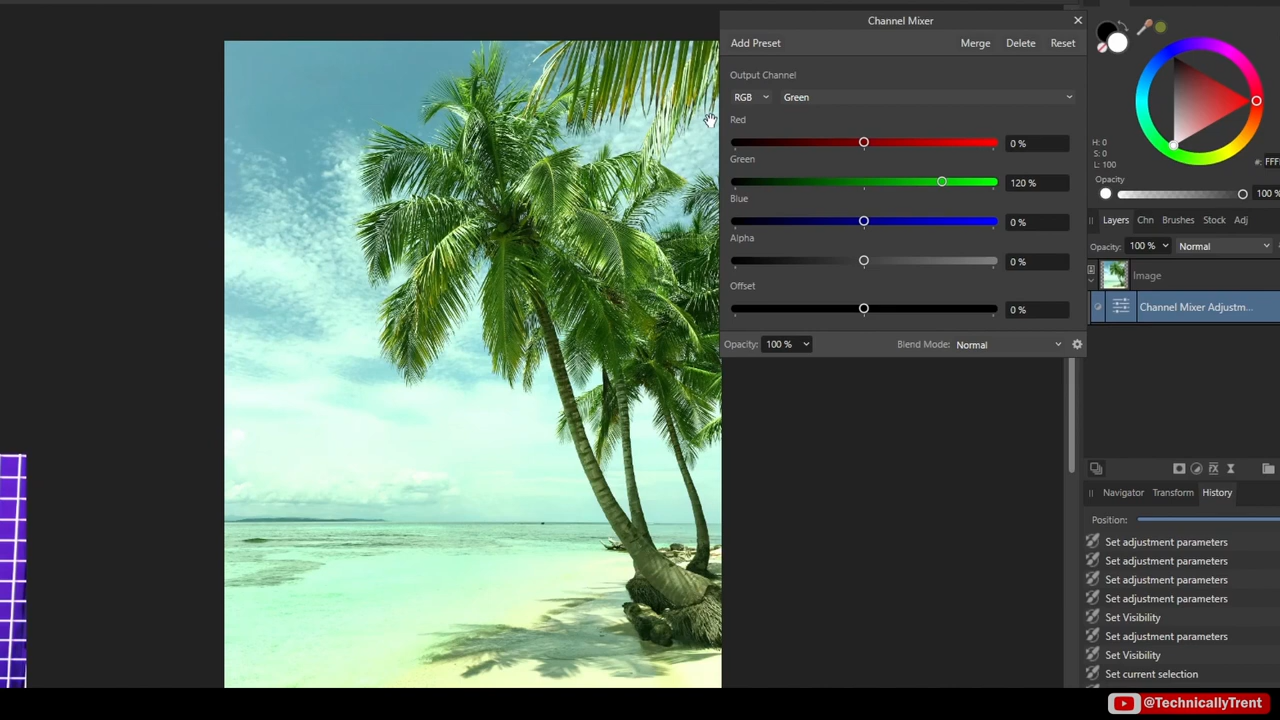 Channel Mixer
Add Preset
Merge
Delete
Reset
Output Channel
RGB
Green
Red
0 %
Green
120 %
Blue
0 %
Alpha
0 %
Offset
0 %
Opacity:
100 %
Blend Mode:
Normal
H: 0
S: 0
L: 100
#: FFF
Opacity
100 %
Layers
Chn
Brushes
Stock
Adj
Opacity:
100 %
Normal
Image
Channel Mixer Adjustm...
Navigator
Transform
History
Position:
Set adjustment parameters
Set adjustment parameters
Set adjustment parameters
Set adjustment parameters
Set Visibility
Set adjustment parameters
Set Visibility
Set current selection
@TechnicallyTrent